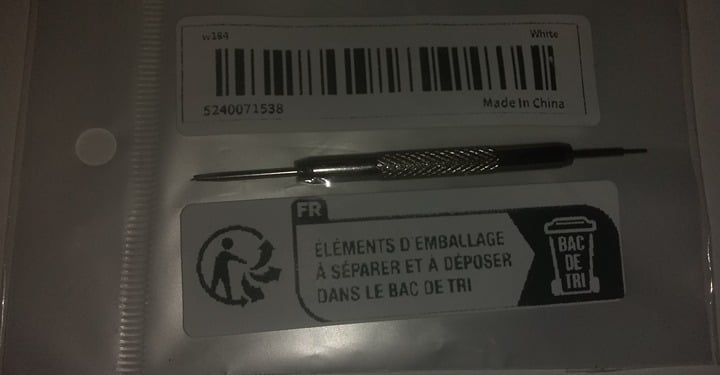 w184
White
5240071538
Made In China
FR
ÉLÉMENTS D'EMBALLAGE
À SÉPARER ET À DÉPOSER
DANS LE BAC DE TRI
BAC
DE
TRI